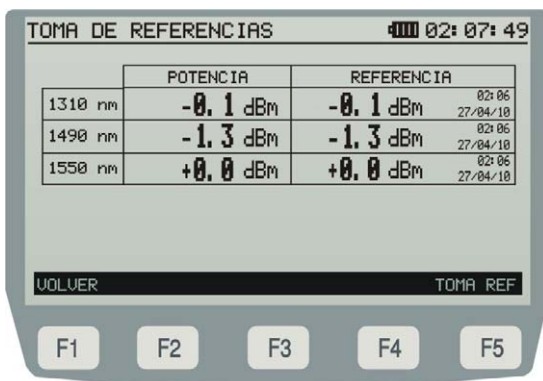 TOMA DE REFERENCIAS 02:07:49
POTENCIA REFERENCIA
1310 nm -0.1 dBm -0.1 dBm 02:06 27/04/10
1490 nm -1.3 dBm -1.3 dBm 02:06 27/04/10
1550 nm +0.0 dBm +0.0 dBm 02:06 27/04/10
VOLVER TOMA REF
F1 F2 F3 F4 F5